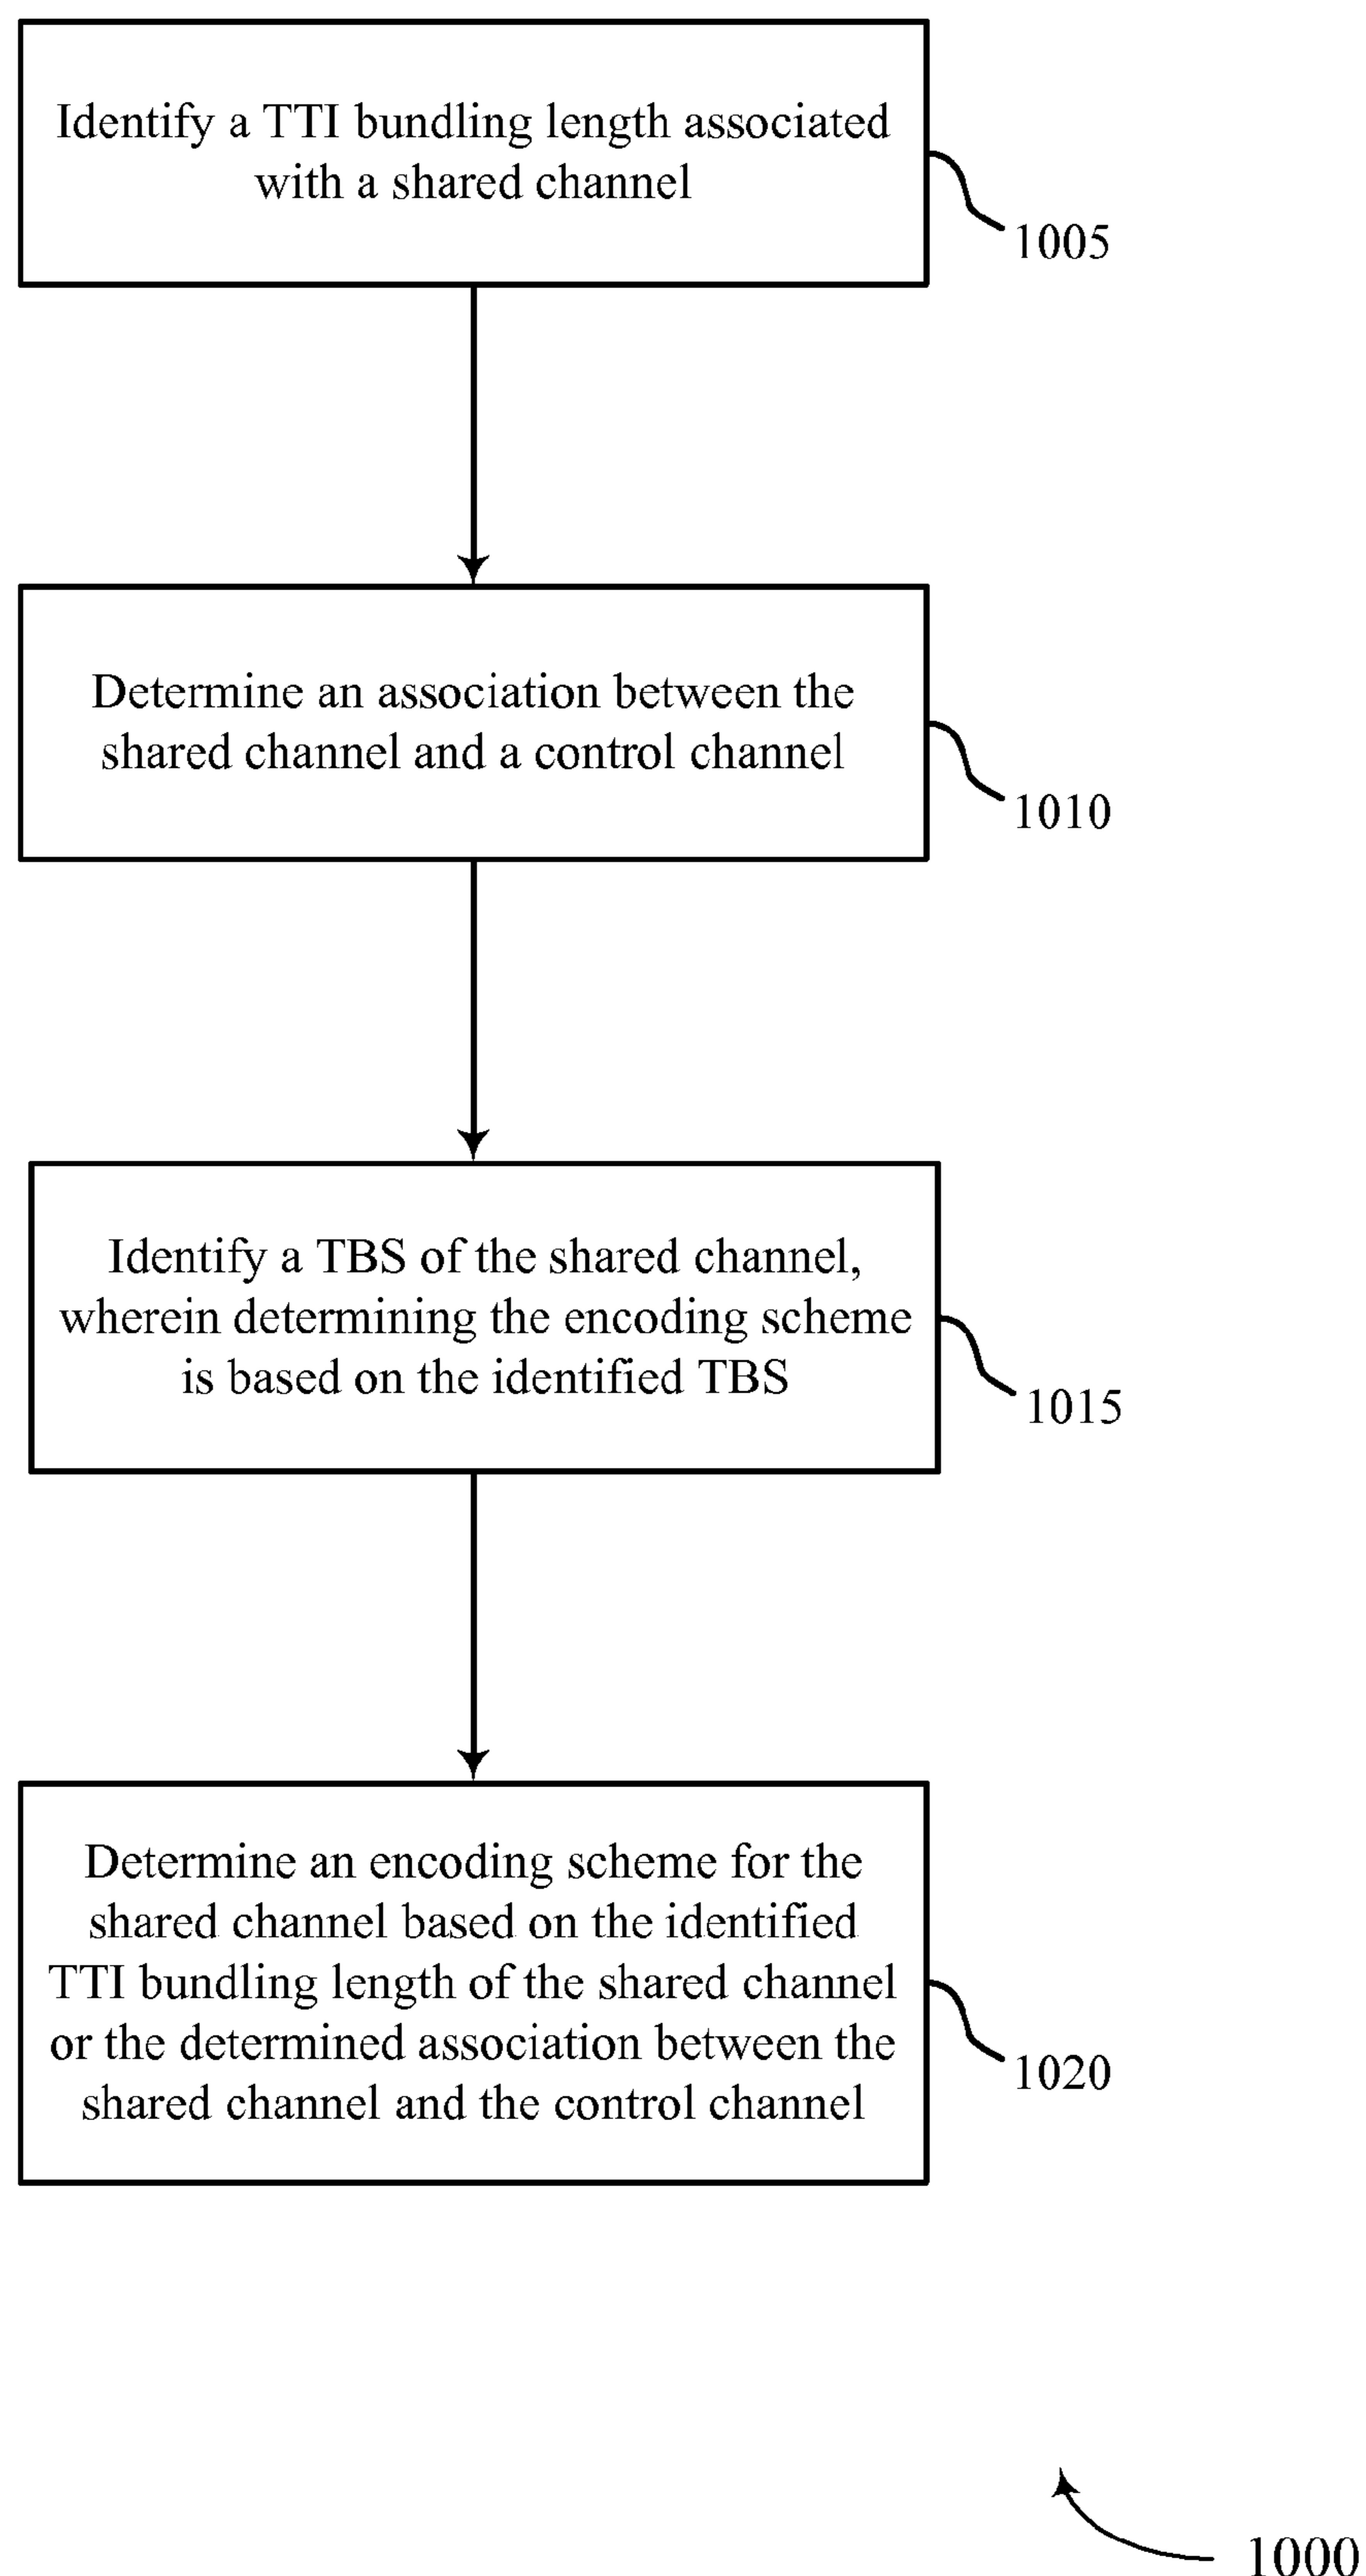 Identify a TTI bundling length associated
with a shared channel
1005
Determine an association between the
shared channel and a control channel
1010
Identify a TBS of the shared channel,
wherein determining the encoding scheme
is based on the identified TBS
1015
Determine an encoding scheme for the
shared channel based on the identified
TTI bundling length of the shared channel
or the determined association between the
shared channel and the control channel
1020
1000